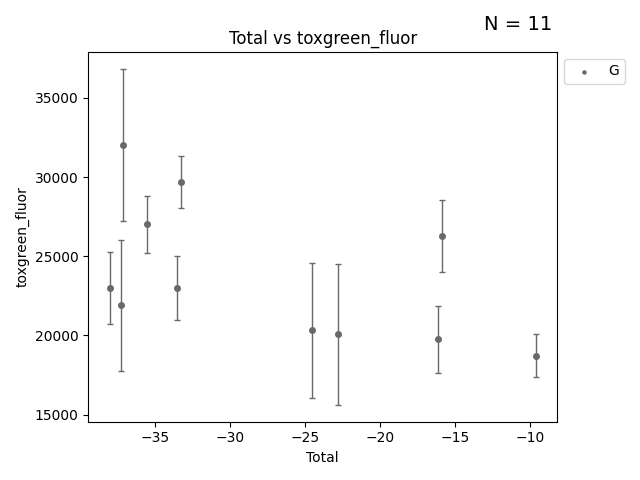 N = 11
Total vs toxgreen_fluor
G
toxgreen_fluor
35000
30000
25000
20000
15000
−35
−30
−25
−20
−15
−10
Total